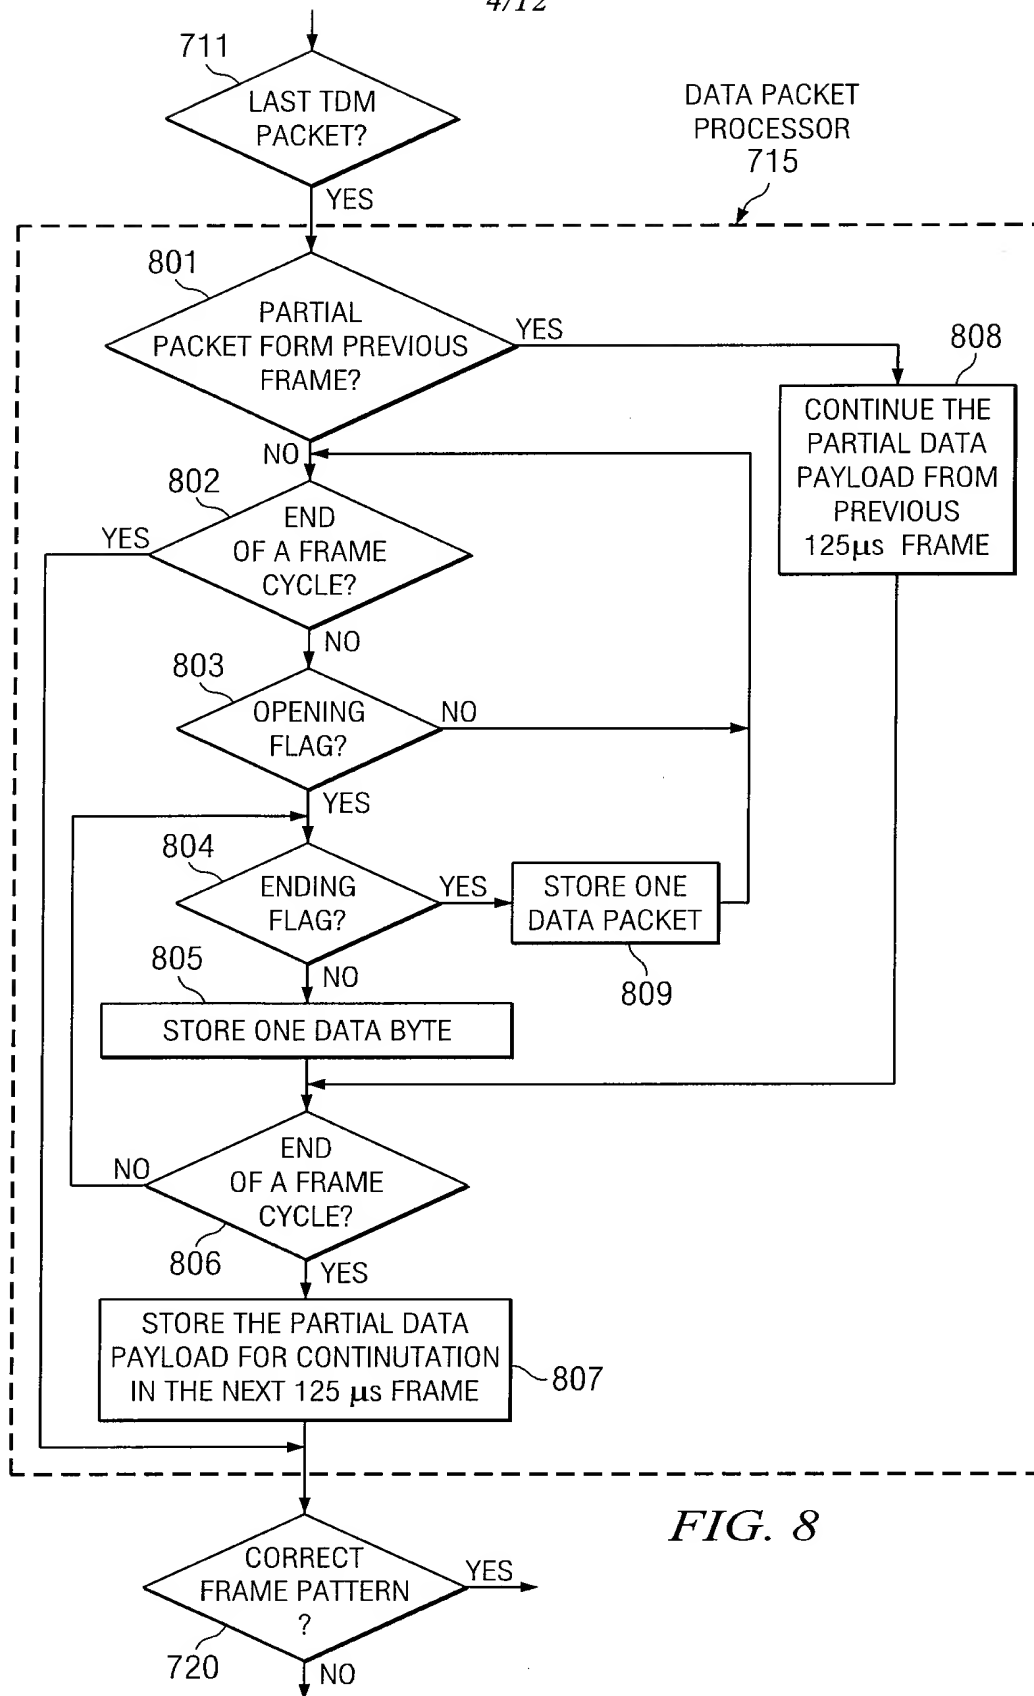 4/12
711
LAST TDM
PACKET?
YES
DATA PACKET
PROCESSOR
715
801
PARTIAL
PACKET FORM PREVIOUS
FRAME?
YES
NO
808
CONTINUE THE
PARTIAL DATA
PAYLOAD FROM
PREVIOUS
125µs FRAME
802
END
OF A FRAME
CYCLE?
YES
NO
803
OPENING
FLAG?
NO
YES
804
ENDING
FLAG?
YES
STORE ONE
DATA PACKET
809
NO
805
STORE ONE DATA BYTE
END
OF A FRAME
CYCLE?
NO
806
YES
STORE THE PARTIAL DATA
PAYLOAD FOR CONTINUTATION
IN THE NEXT 125 µs FRAME
807
FIG. 8
CORRECT
FRAME PATTERN
?
YES
720
NO